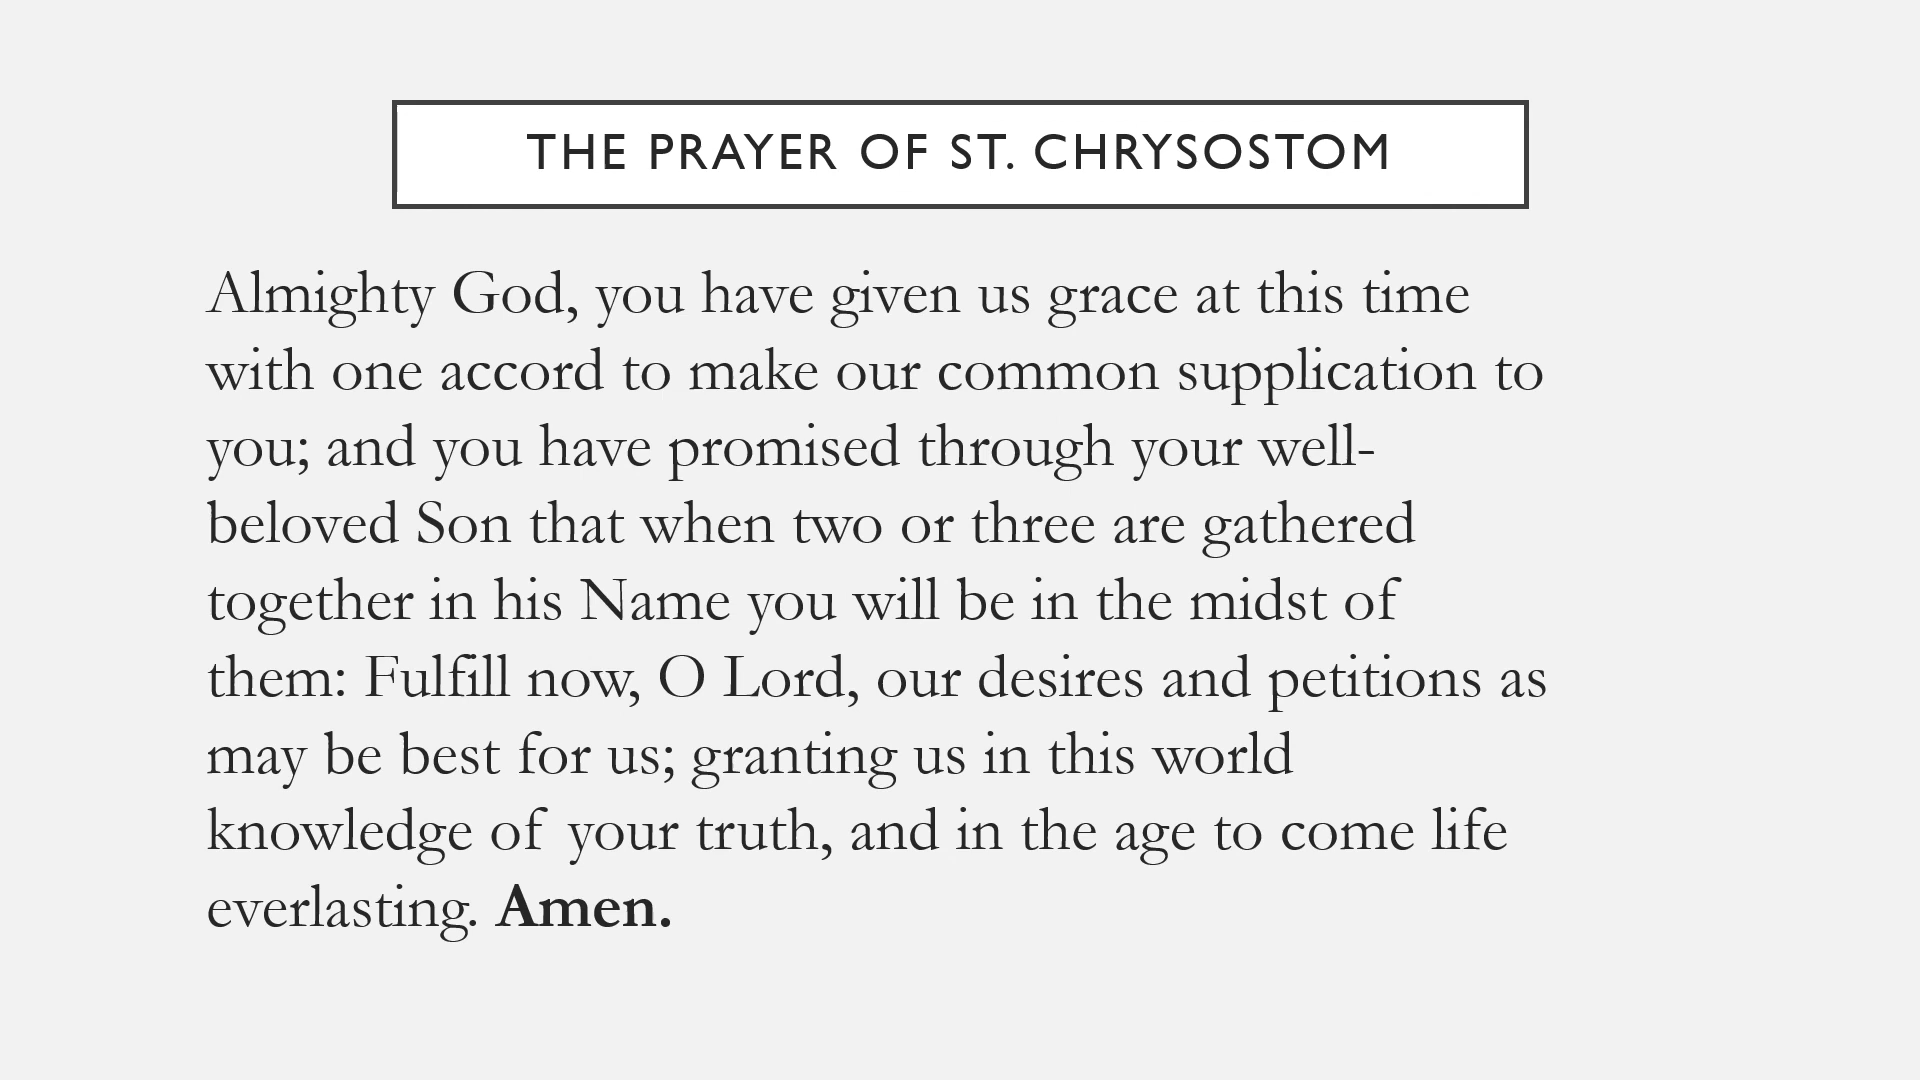 THE PRAYER OF ST. CHRYSOSTOM
Almighty God, you have given us grace at this time
with one accord to make our common supplication to
you; and you have promised through your well-
beloved Son that when two or three are gathered
together in his Name you will be in the midst of
them: Fulfill now, O Lord, our desires and petitions as
may be best for us; granting us in this world
knowledge of your truth, and in the age to come life
everlasting. Amen.